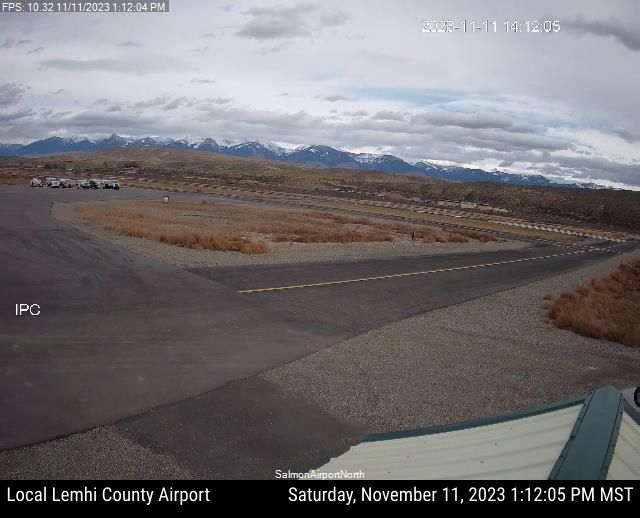 FPS: 10.32 11/11/2023 1:12:04 PM
2023-11-11 14:12:05
IPC
SalmonAirportNorth
Local Lemhi County Airport
Saturday, November 11, 2023 1:12:05 PM MST